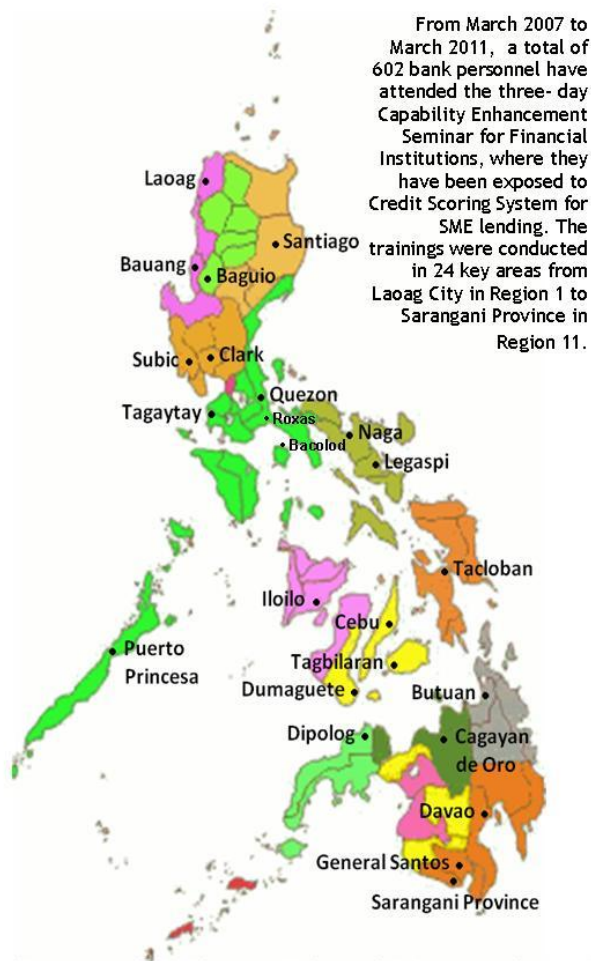 From March 2007 to
March 2011, a total of
602 bank personnel have
attended the three- day
Capability Enhancement
Seminar for Financial
Institutions, where they
have been exposed to
Credit Scoring System for
SME lending. The
trainings were conducted
in 24 key areas from
Laoag City in Region 1 to
Sarangani Province in
Region 11.
Laoag
Santiago
Bauang
Baguio
Subic
Clark
Quezon
Tagaytay
Roxas
Naga
Bacolod
Legaspi
Tacloban
Iloilo
Cebu
Puerto
Princesa
Tagbilaran
Dumaguete
Butuan
Dipolog
Cagayan
de Oro
Davao
General Santos
Sarangani Province